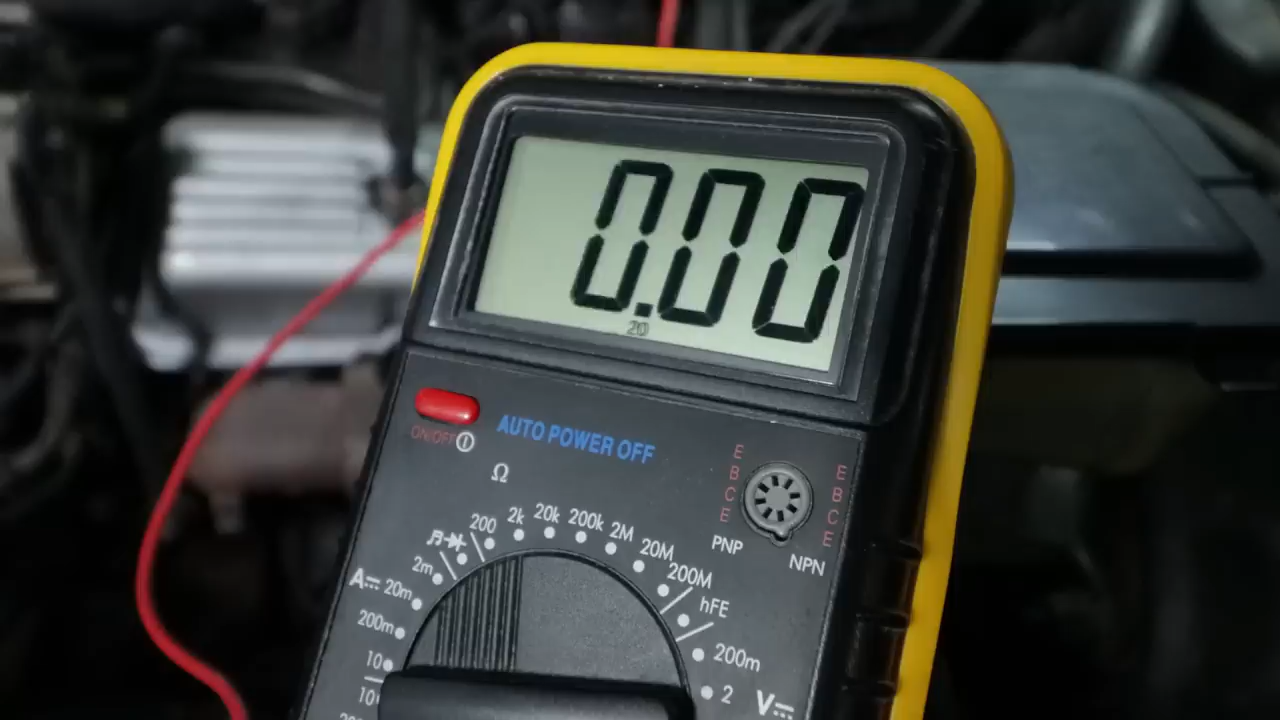 0.00
20
ON/OFF
AUTO POWER OFF
Ω
200
2k
20k
200k
2M
20M
200M
hFE
200m
2
V
2m
A
20m
200m
10
10
E
B
C
E
PNP
E
B
C
E
NPN